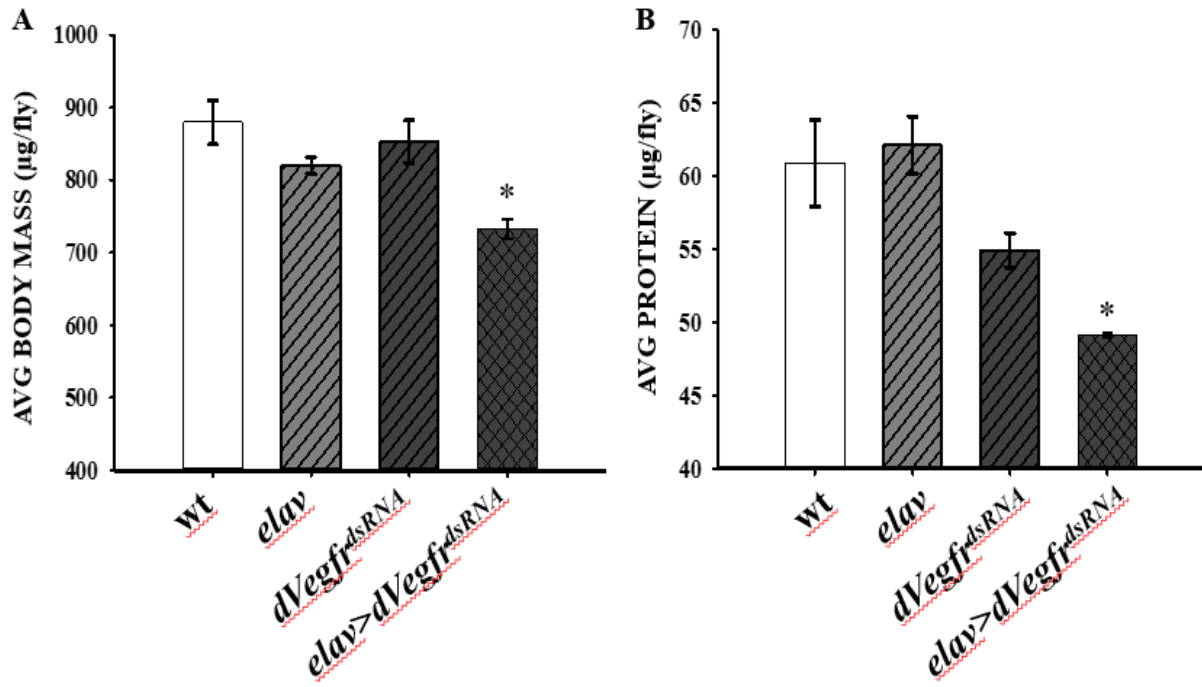 A
AVG BODY MASS (µg/fly)
1000
900
800
700
600
500
400
*
wt
elav
dVegfr^dsRNA
elav>dVegfr^dsRNA
B
AVG PROTEIN (µg/fly)
70
65
60
55
50
45
40
*
wt
elav
dVegfr^dsRNA
elav>dVegfr^dsRNA